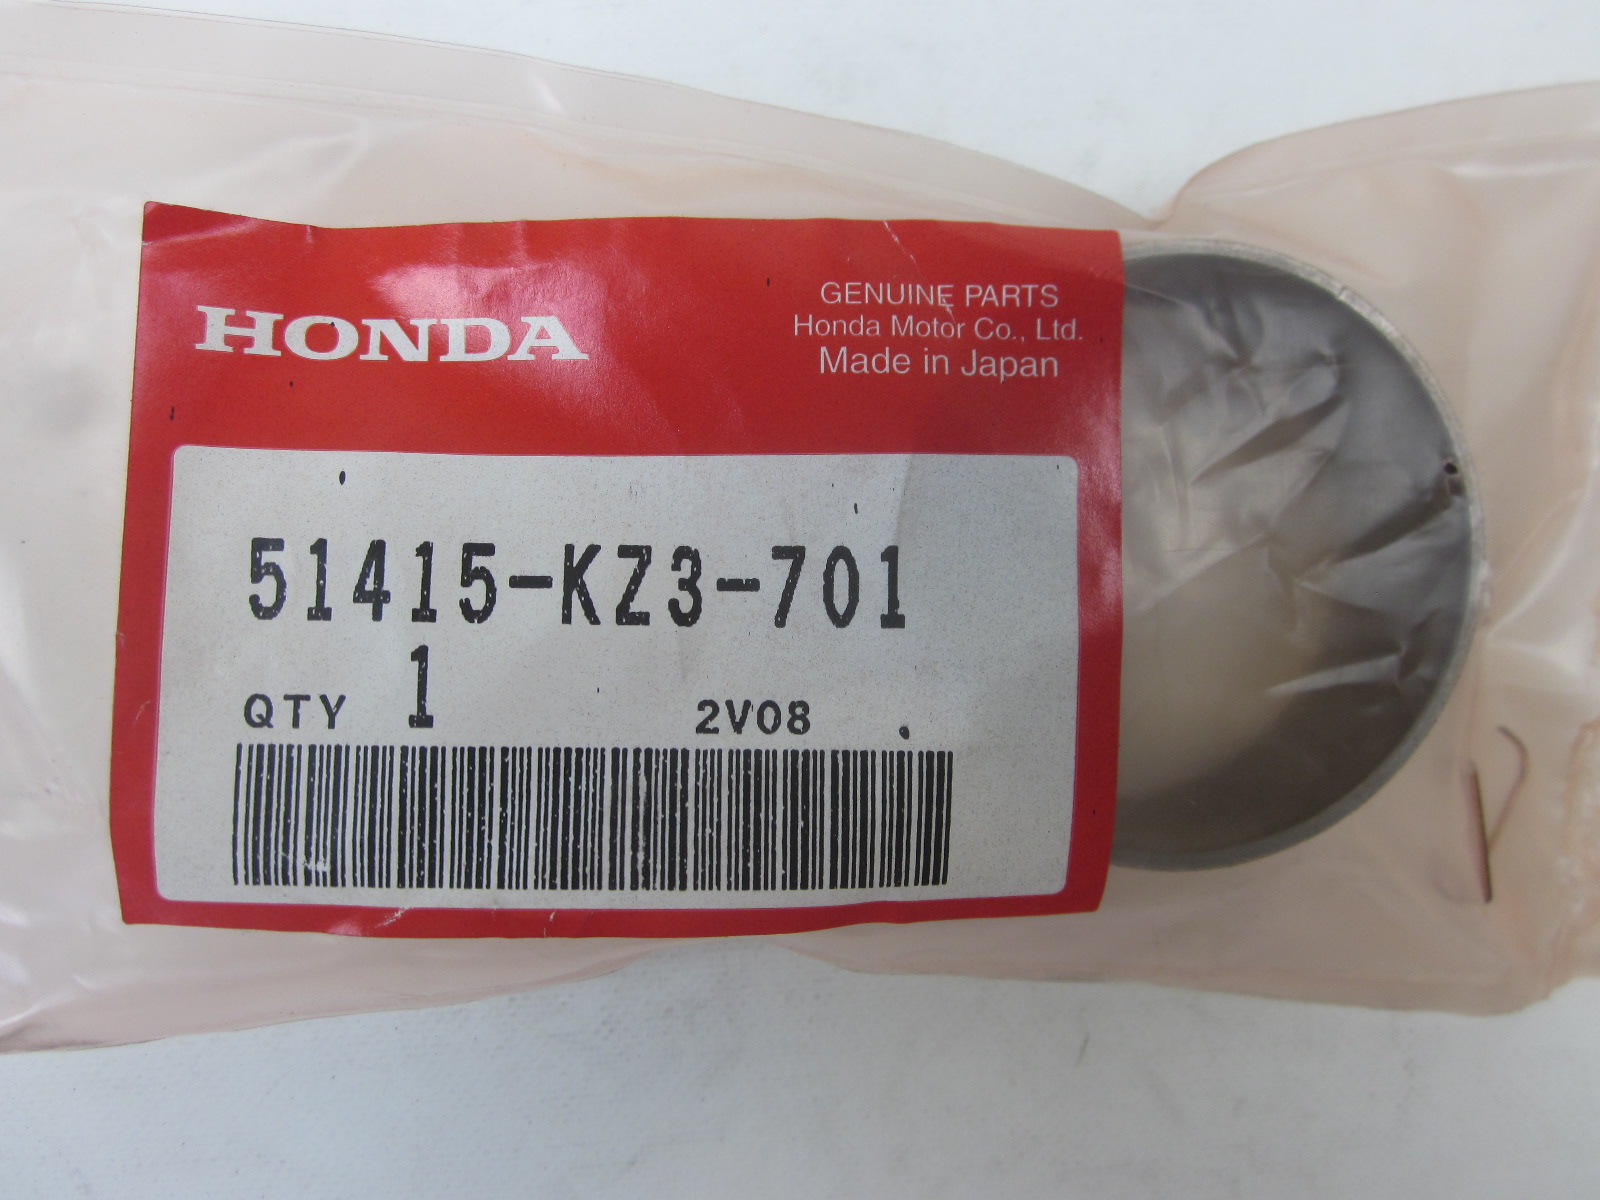 HONDA
GENUINE PARTS
Honda Motor Co., Ltd.
Made in Japan
51415-KZ3-701
QTY 1 2V08